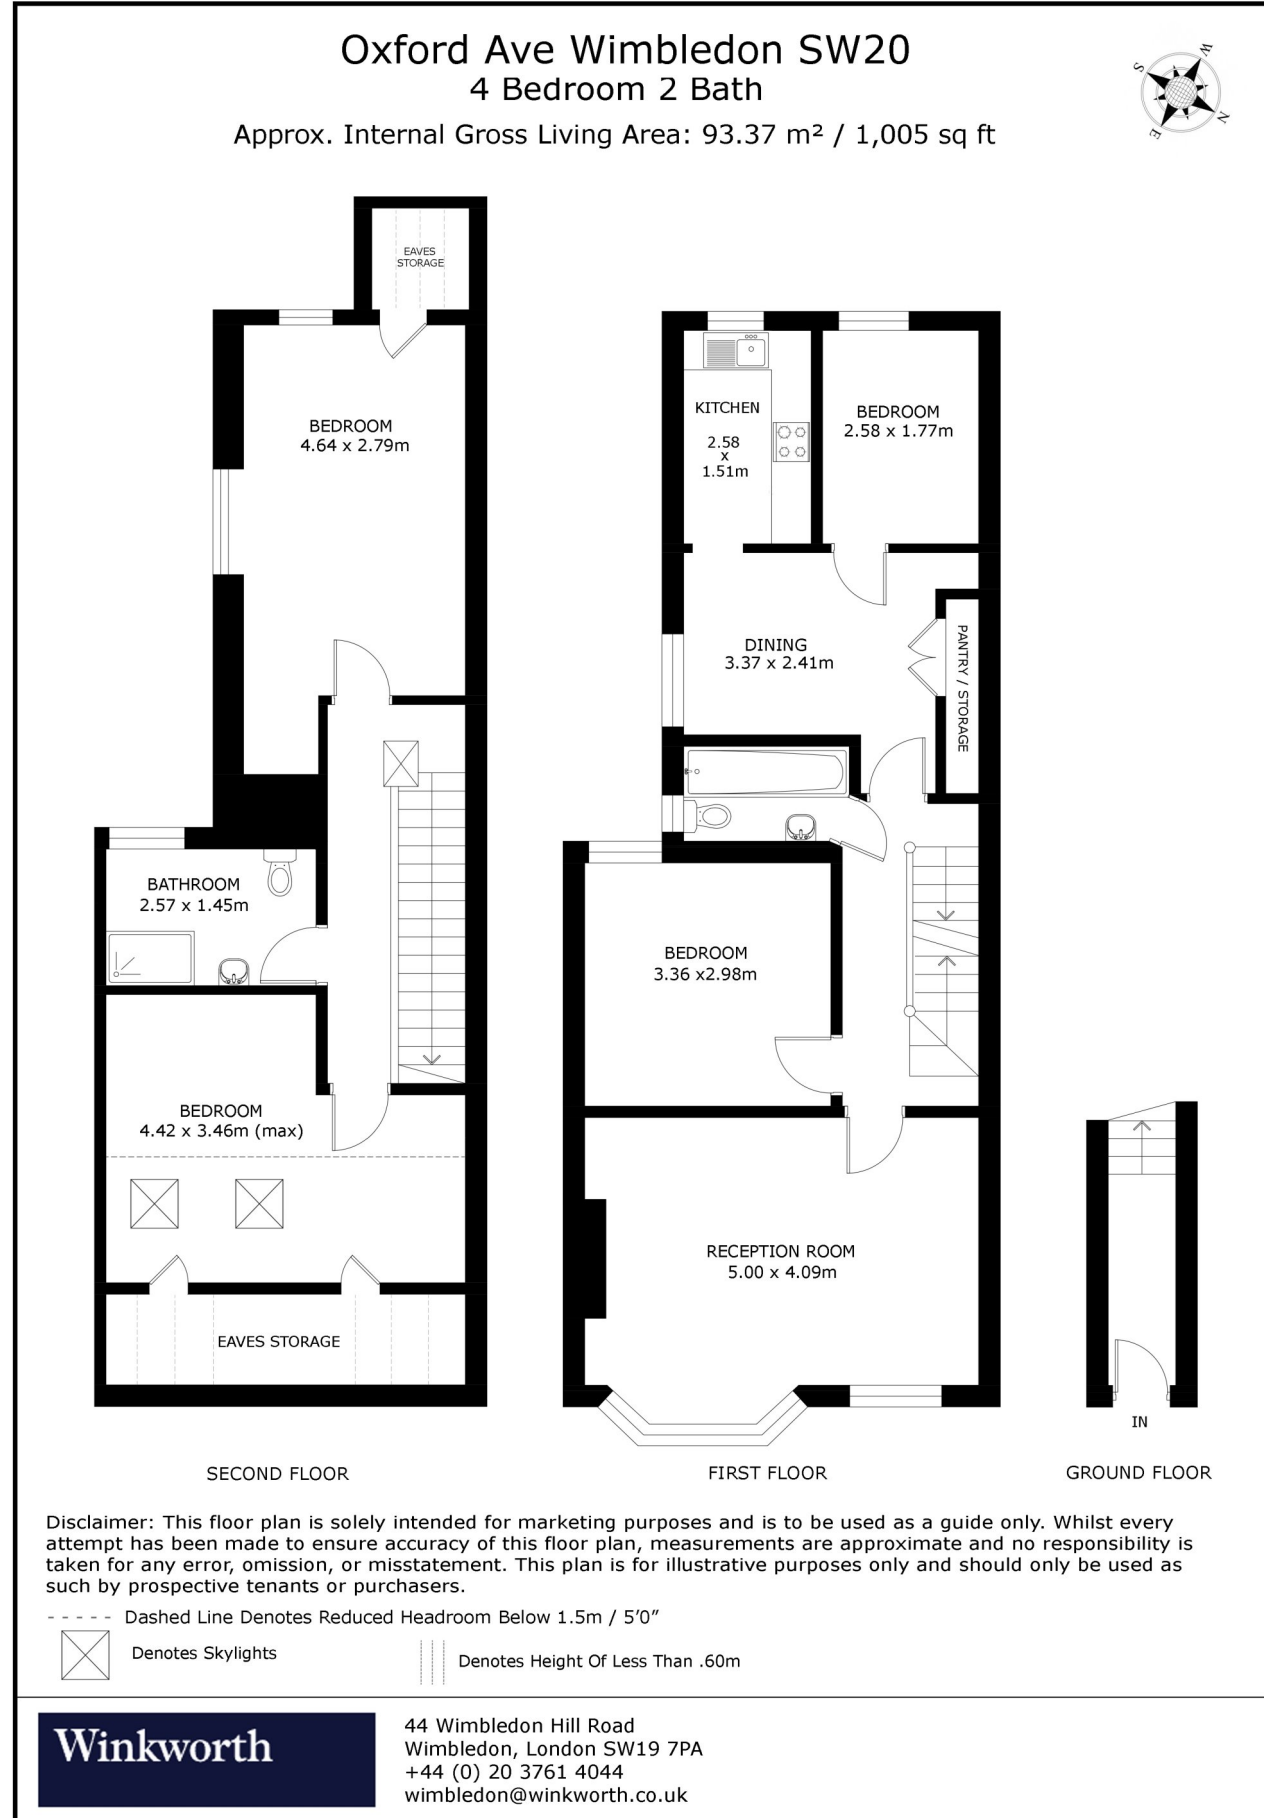 Oxford Ave Wimbledon SW20
4 Bedroom 2 Bath
Approx. Internal Gross Living Area: 93.37 m² / 1,005 sq ft
W
S
N
E
EAVES
STORAGE
BEDROOM
4.64 x 2.79m
BATHROOM
2.57 x 1.45m
BEDROOM
4.42 x 3.46m (max)
EAVES STORAGE
SECOND FLOOR
KITCHEN
2.58
x
1.51m
BEDROOM
2.58 x 1.77m
DINING
3.37 x 2.41m
PANTRY / STORAGE
BEDROOM
3.36 x2.98m
RECEPTION ROOM
5.00 x 4.09m
FIRST FLOOR
IN
GROUND FLOOR
Disclaimer: This floor plan is solely intended for marketing purposes and is to be used as a guide only. Whilst every
attempt has been made to ensure accuracy of this floor plan, measurements are approximate and no responsibility is
taken for any error, omission, or misstatement. This plan is for illustrative purposes only and should only be used as
such by prospective tenants or purchasers.
Dashed Line Denotes Reduced Headroom Below 1.5m / 5'0"
Denotes Skylights
Denotes Height Of Less Than .60m
Winkworth
44 Wimbledon Hill Road
Wimbledon, London SW19 7PA
+44 (0) 20 3761 4044
wimbledon@winkworth.co.uk